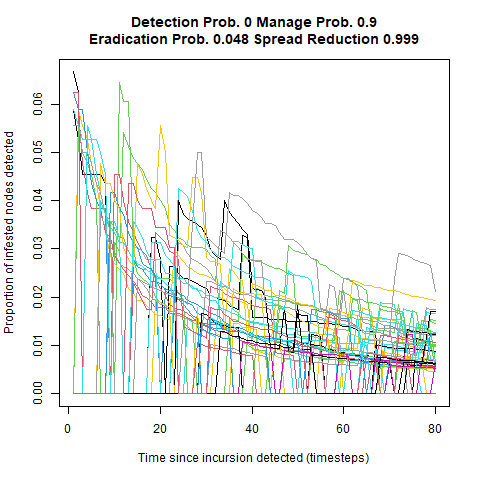 Detection Prob. 0 Manage Prob. 0.9
Eradication Prob. 0.048 Spread Reduction 0.999
Proportion of infested nodes detected
0.06
0.05
0.04
0.03
0.02
0.01
0.00
0 20 40 60 80
Time since incursion detected (timesteps)